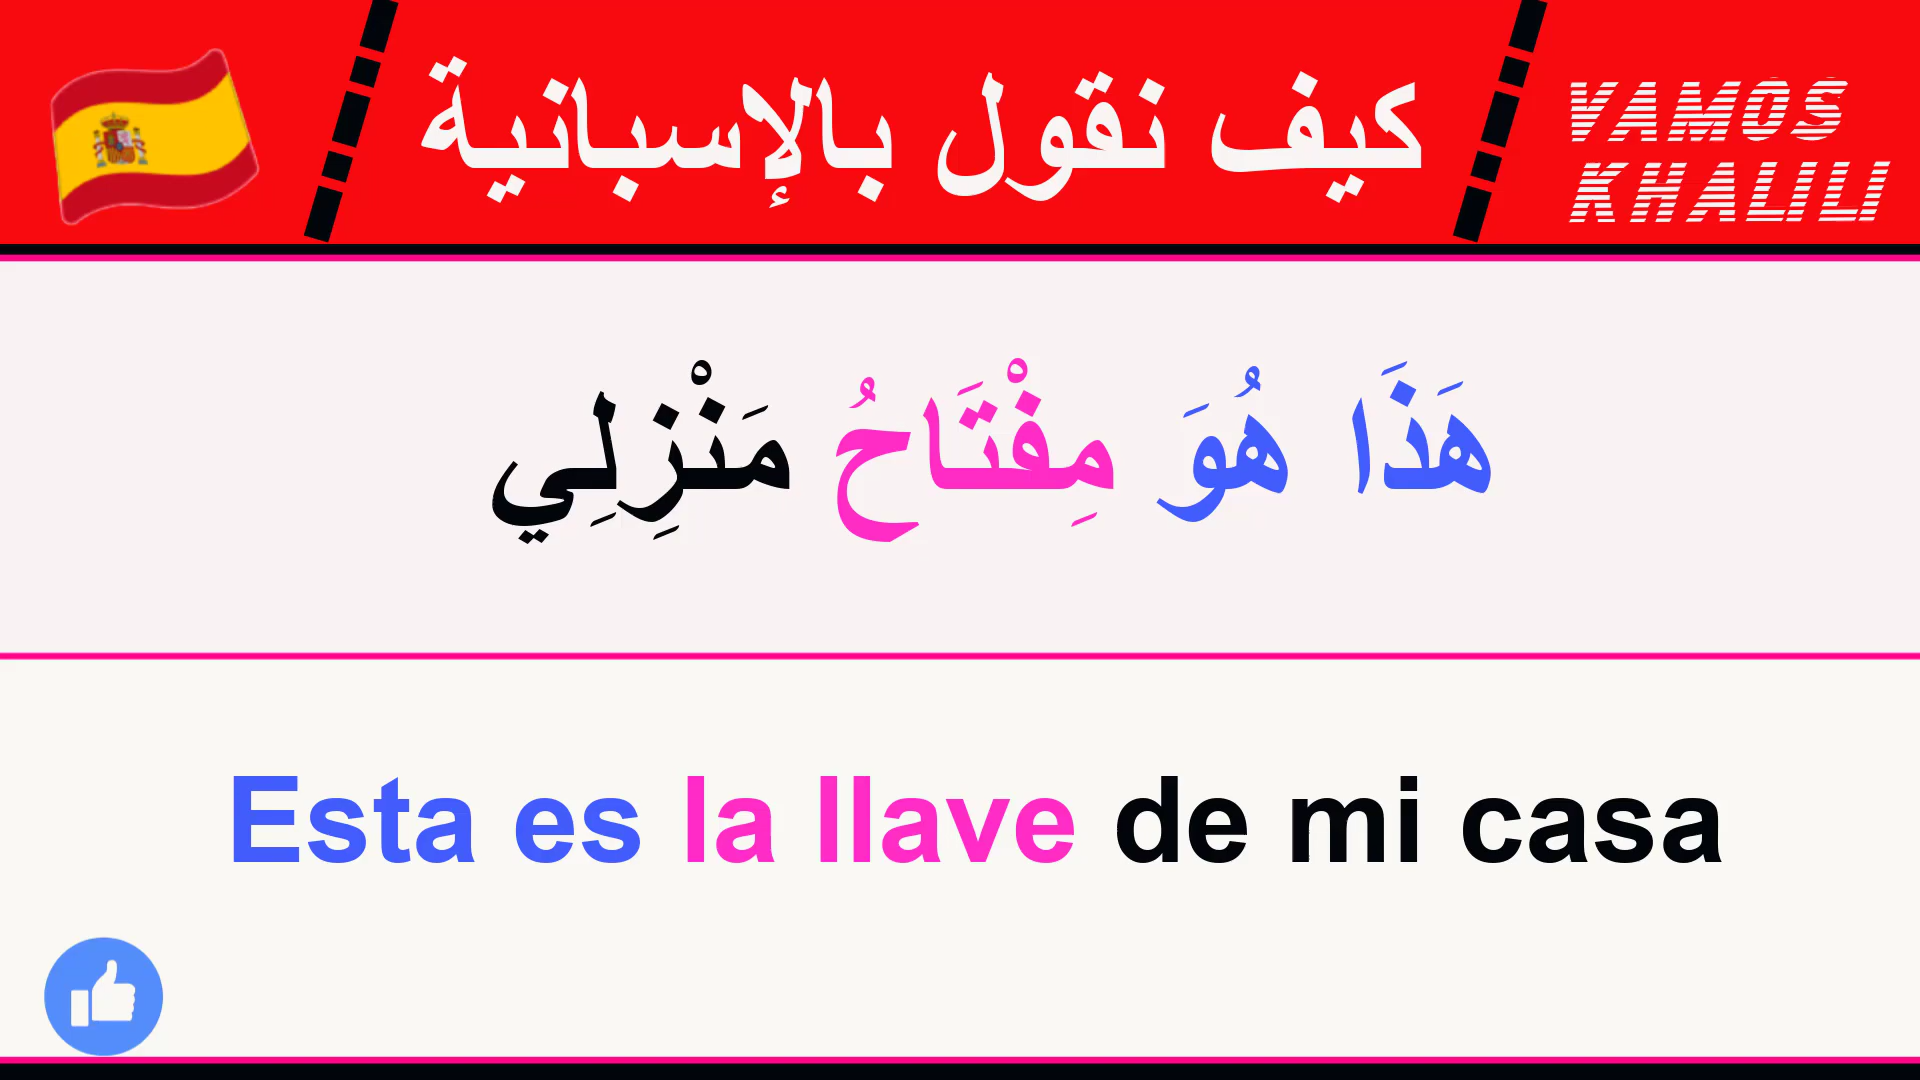 كيف نقول بالإسبانية
VAMOS
KHALILI
هَذَا هُوَ مِفْتَاحُ مَنْزِلِي
Esta es la llave de mi casa